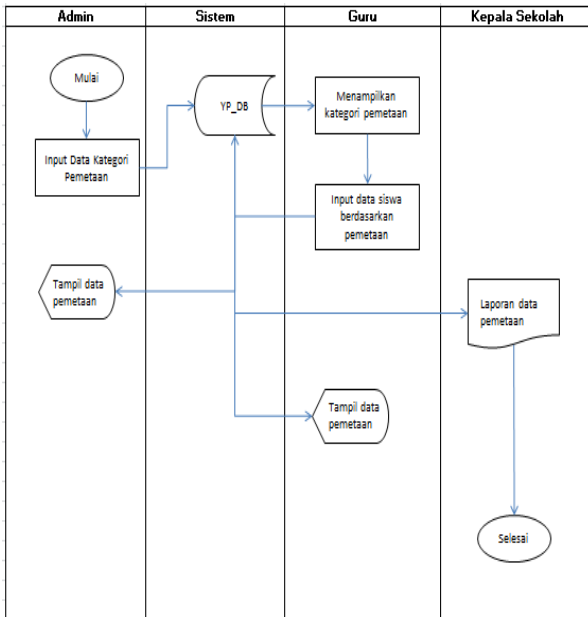 Admin
Sistem
Guru
Kepala Sekolah
Mulai
YP_DB
Menampilkan
kategori pemetaan
Input Data Kategori
Pemetaan
Input data siswa
berdasarkan
pemetaan
Tampil data
pemetaan
Laporan data
pemetaan
Tampil data
pemetaan
Selesai